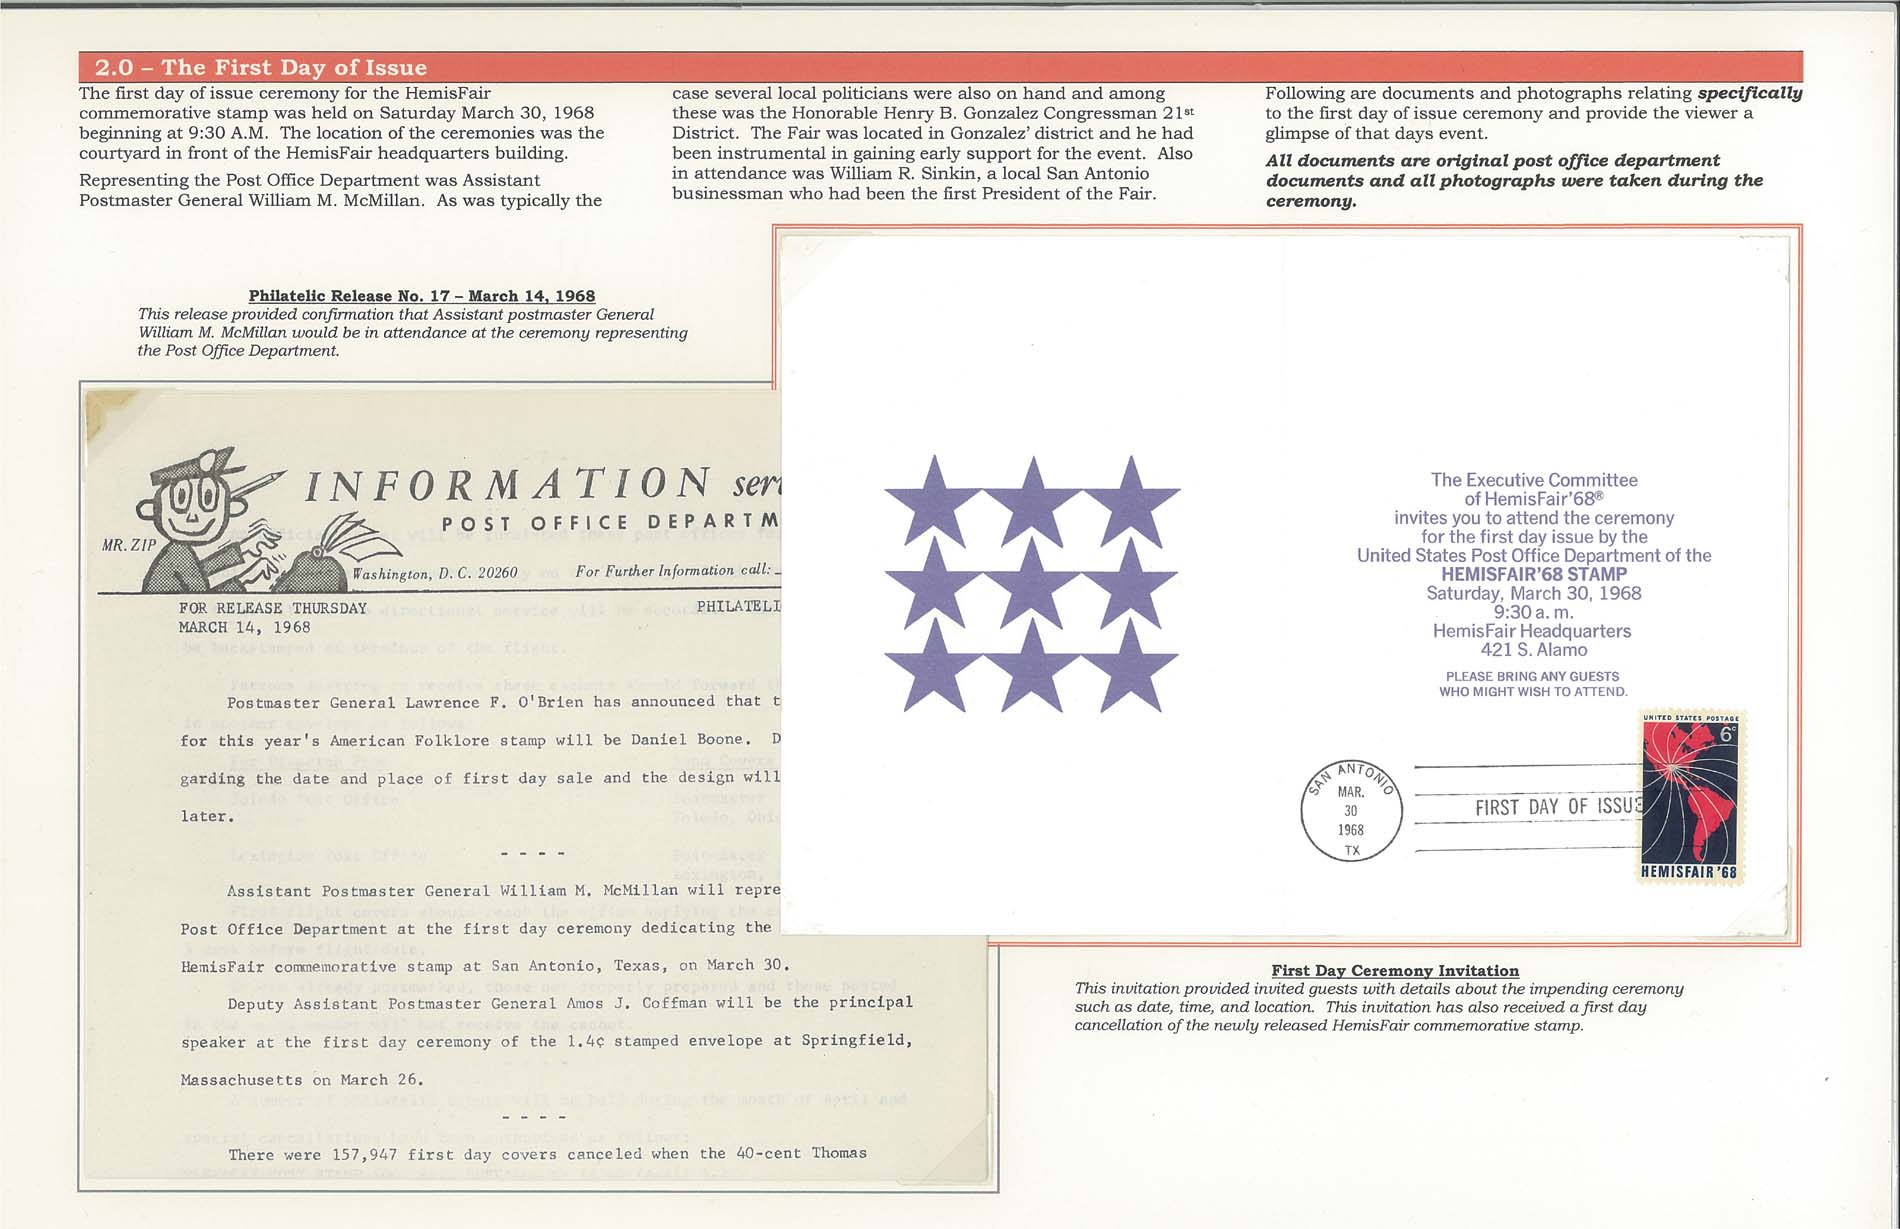 2.0 – The First Day of Issue
The first day of issue ceremony for the HemisFair
commemorative stamp was held on Saturday March 30, 1968
beginning at 9:30 A.M.  The location of the ceremonies was the
courtyard in front of the HemisFair headquarters building.
Representing the Post Office Department was Assistant
Postmaster General William M. McMillan.  As was typically the
case several local politicians were also on hand and among
these was the Honorable Henry B. Gonzalez Congressman 21st
District.  The Fair was located in Gonzalez' district and he had
been instrumental in gaining early support for the event.  Also
in attendance was William R. Sinkin, a local San Antonio
businessman who had been the first President of the Fair.
Following are documents and photographs relating specifically
to the first day of issue ceremony and provide the viewer a
glimpse of that days event.
All documents are original post office department
documents and all photographs were taken during the
ceremony.
Philatelic Release No. 17 – March 14, 1968
This release provided confirmation that Assistant postmaster General
William M. McMillan would be in attendance at the ceremony representing
the Post Office Department.
INFORMATION
POST OFFICE DEPARTM
MR. ZIP
Washington, D. C. 20260    For Further Information call:
FOR RELEASE THURSDAY    PHILATELI
MARCH 14, 1968
Postmaster General Lawrence F. O'Brien has announced that t
for this year's American Folklore stamp will be Daniel Boone.  D
garding the date and place of first day sale and the design will
later.
- - - -
Assistant Postmaster General William M. McMillan will repre
Post Office Department at the first day ceremony dedicating the
HemisFair commemorative stamp at San Antonio, Texas, on March 30.
Deputy Assistant Postmaster General Amos J. Coffman will be the principal
speaker at the first day ceremony of the 1.4¢ stamped envelope at Springfield,
Massachusetts on March 26.
- - - -
There were 157,947 first day covers canceled when the 40-cent Thomas
The Executive Committee
of HemisFair'68®
invites you to attend the ceremony
for the first day issue by the
United States Post Office Department of the
HEMISFAIR'68 STAMP
Saturday, March 30, 1968
9:30 a. m.
HemisFair Headquarters
421 S. Alamo
PLEASE BRING ANY GUESTS
WHO MIGHT WISH TO ATTEND.
SAN ANTONIO
MAR.
30
1968
TX
FIRST DAY OF ISSUE
UNITED STATES POSTAGE
6c
HEMISFAIR '68
First Day Ceremony Invitation
This invitation provided invited guests with details about the impending ceremony
such as date, time, and location.  This invitation has also received a first day
cancellation of the newly released HemisFair commemorative stamp.